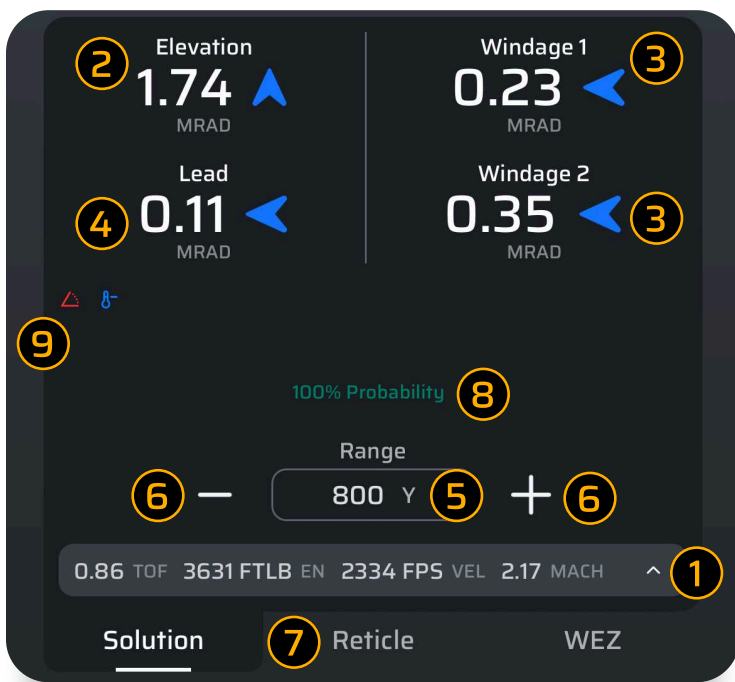 Elevation
Windage 1
2
3
1.74
0.23
MRAD
MRAD
Lead
Windage 2
4
0.11
0.35
3
MRAD
MRAD
9
100% Probability
8
Range
6
800 Y
5
6
0.86 TOF 3631 FTLB EN 2334 FPS VEL 2.17 MACH
1
Solution
7
Reticle
WEZ